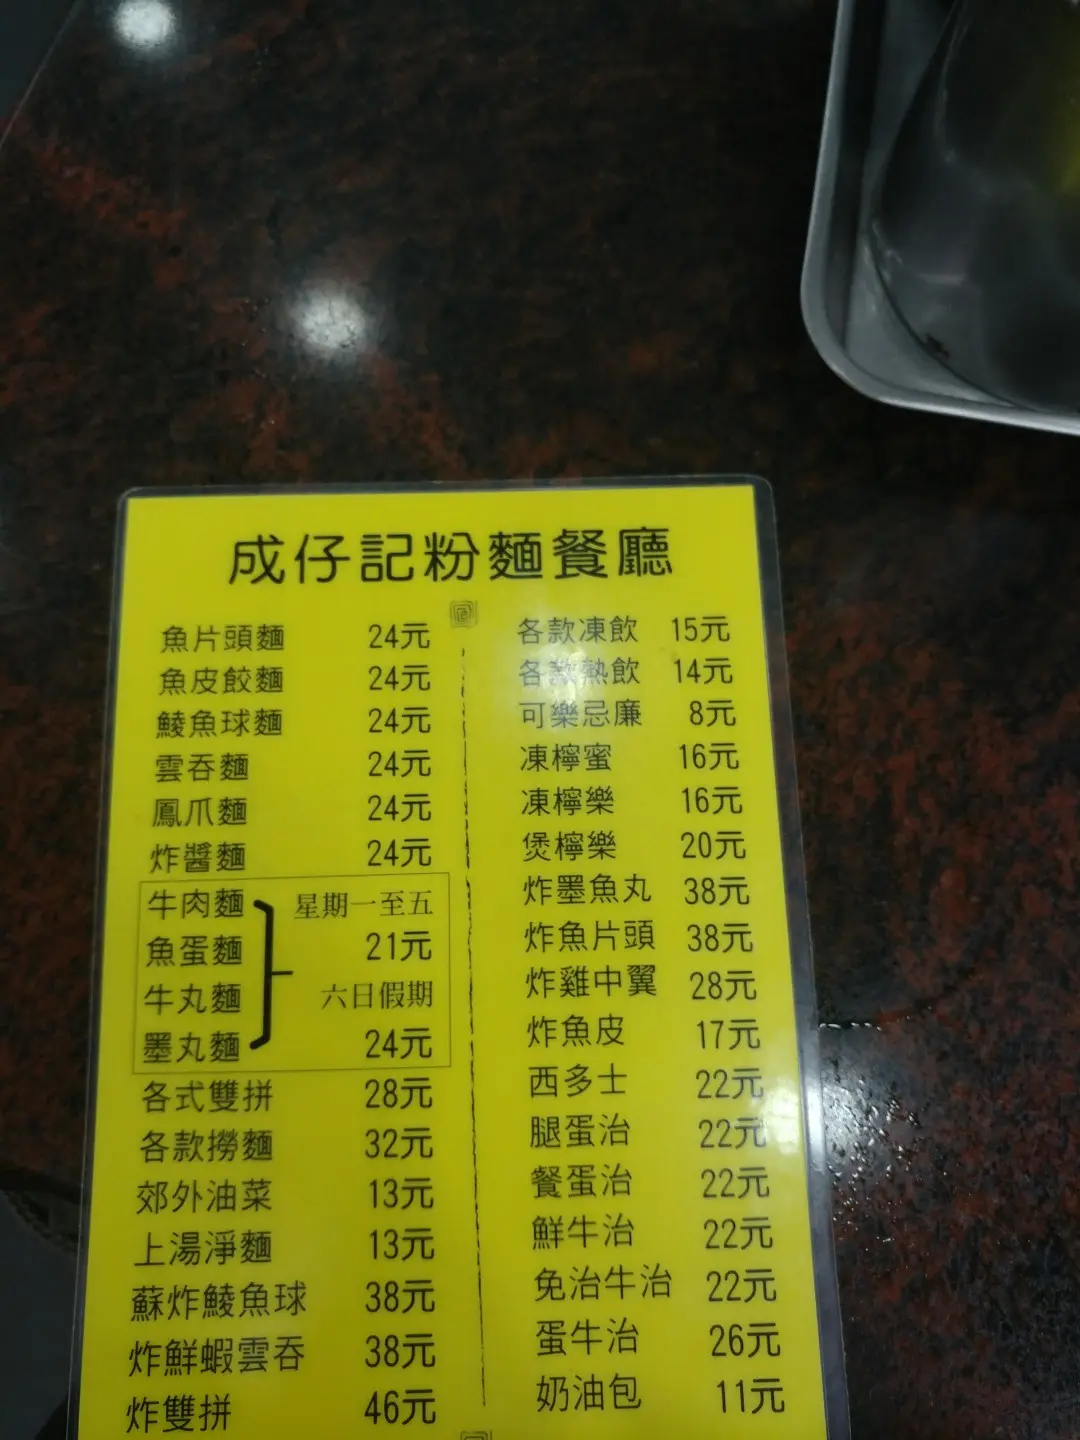 成仔記粉麵餐廳
魚片頭麵 24元
魚皮餃麵 24元
鯪魚球麵 24元
雲吞麵 24元
鳳爪麵 24元
炸醬麵 24元
牛肉麵 星期一至五
魚蛋麵 21元
牛丸麵 六日假期
墨丸麵 24元
各式雙拼 28元
各款撈麵 32元
郊外油菜 13元
上湯淨麵 13元
蘇炸鯪魚球 38元
炸鮮蝦雲吞 38元
炸雙拼 46元
各款凍飲 15元
各款熱飲 14元
可樂忌廉 8元
凍檸蜜 16元
凍檸樂 16元
煲檸樂 20元
炸墨魚丸 38元
炸魚片頭 38元
炸雞中翼 28元
炸魚皮 17元
西多士 22元
腿蛋治 22元
餐蛋治 22元
鮮牛治 22元
免治牛治 22元
蛋牛治 26元
奶油包 11元